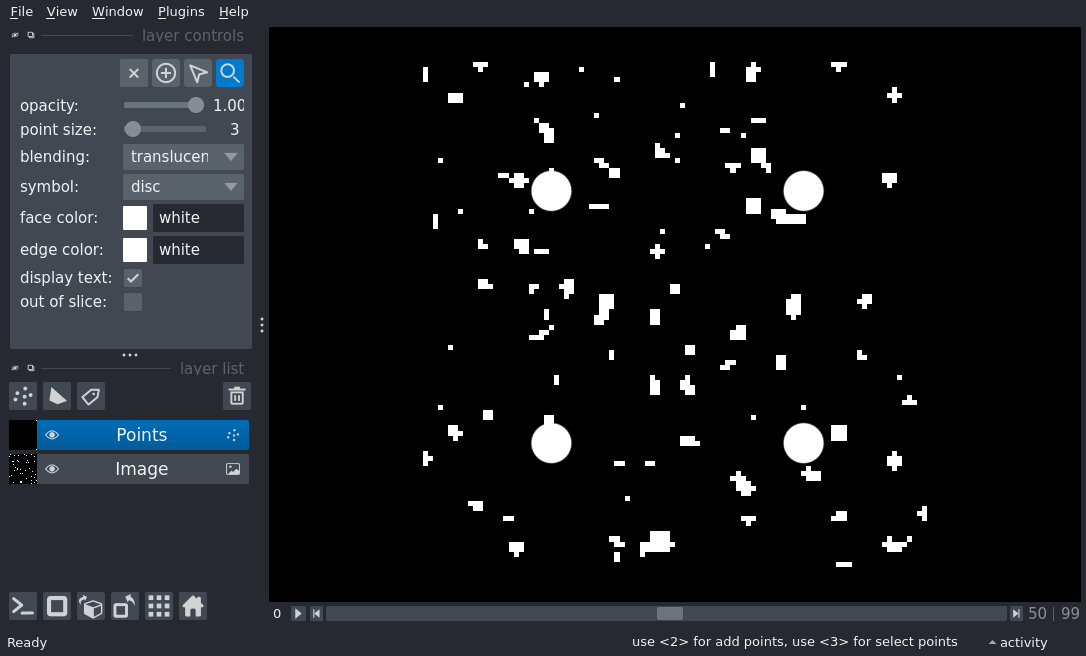 File View Window Plugins Help
layer controls
opacity: 1.00
point size: 3
blending: translucen
symbol: disc
face color: white
edge color: white
display text:
out of slice:
layer list
Points
Image
0 50 | 99
Ready use <2> for add points, use <3> for select points activity